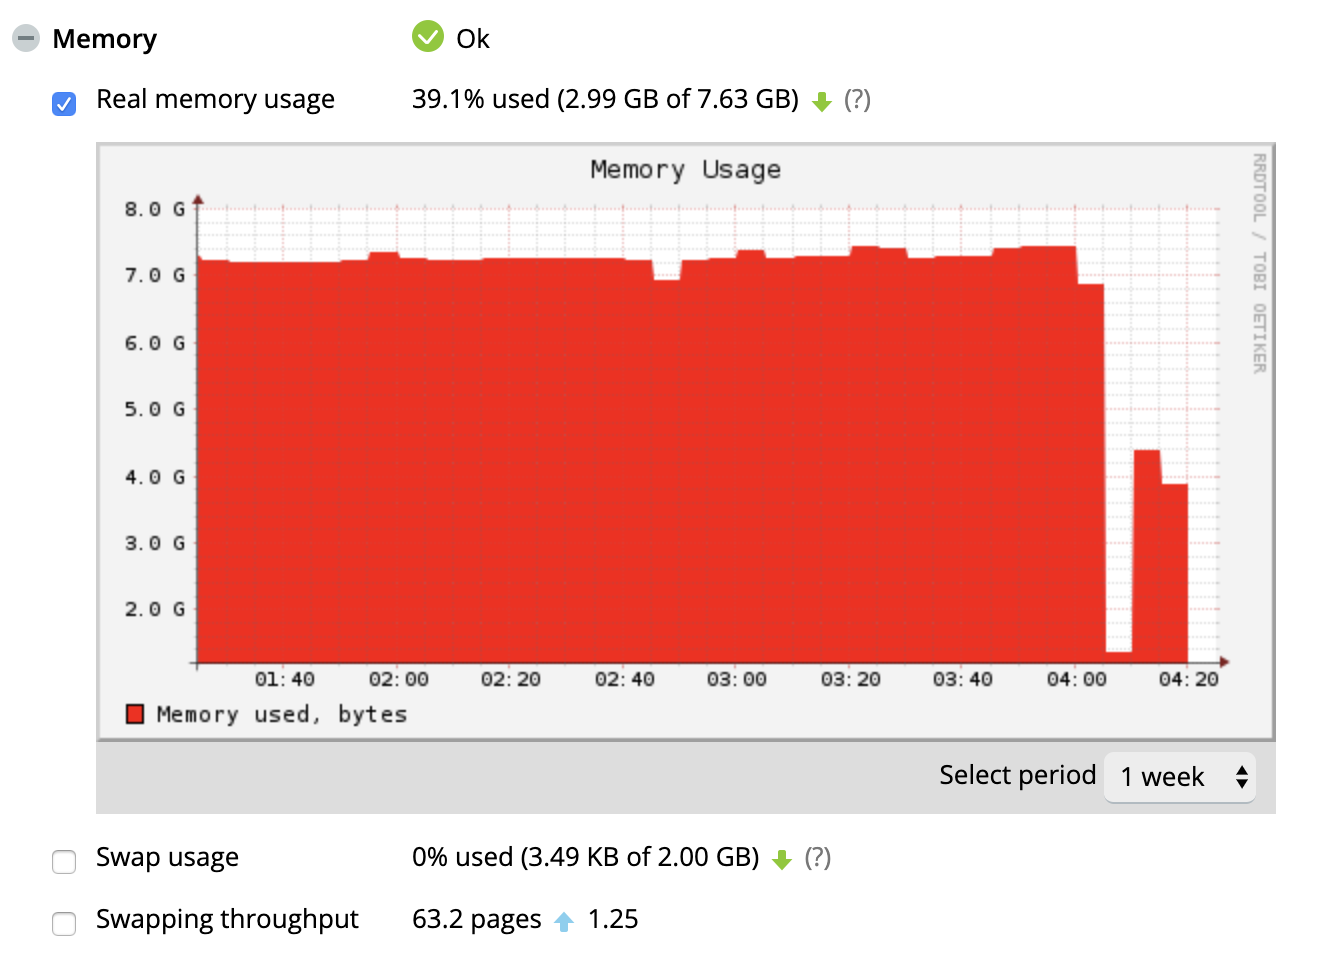 Memory Ok
Real memory usage 39.1% used (2.99 GB of 7.63 GB) (?)
Memory Usage
RRDTOOL / TOBI OETIKER
8.0 G
7.0 G
6.0 G
5.0 G
4.0 G
3.0 G
2.0 G
01:40 02:00 02:20 02:40 03:00 03:20 03:40 04:00 04:20
Memory used, bytes
Select period 1 week
Swap usage 0% used (3.49 KB of 2.00 GB) (?)
Swapping throughput 63.2 pages 1.25